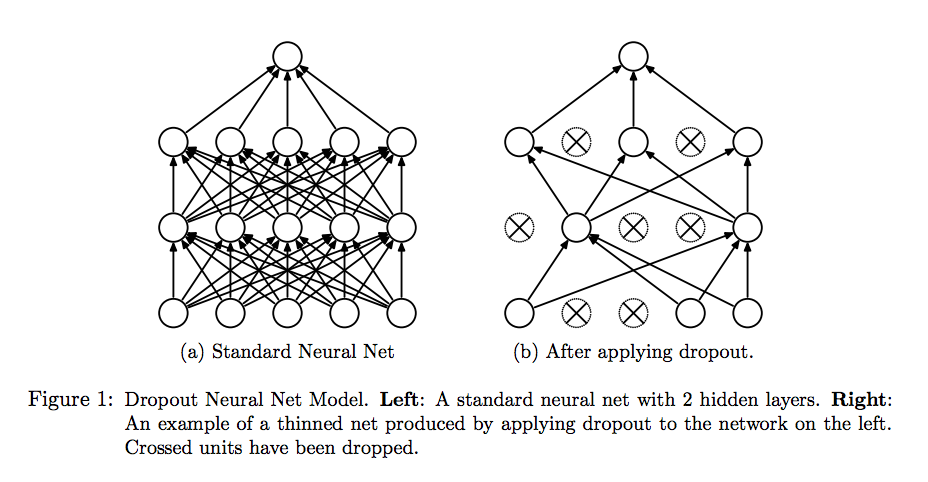 (a) Standard Neural Net
(b) After applying dropout.
Figure 1: Dropout Neural Net Model. Left: A standard neural net with 2 hidden layers. Right:
An example of a thinned net produced by applying dropout to the network on the left.
Crossed units have been dropped.